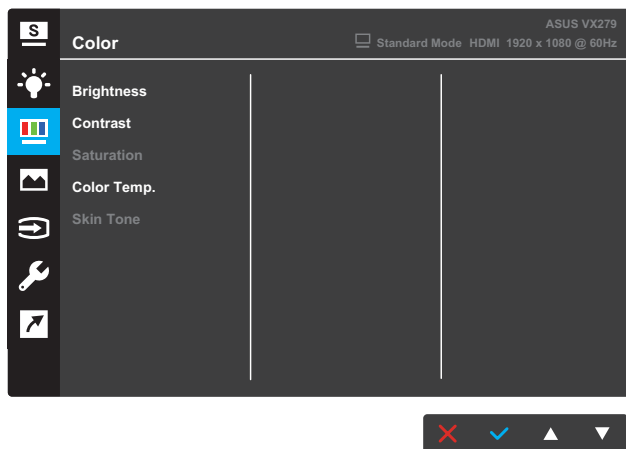 S
ASUS VX279
Color
Standard Mode HDMI 1920 x 1080 @ 60Hz
Brightness
Contrast
Saturation
Color Temp.
Skin Tone